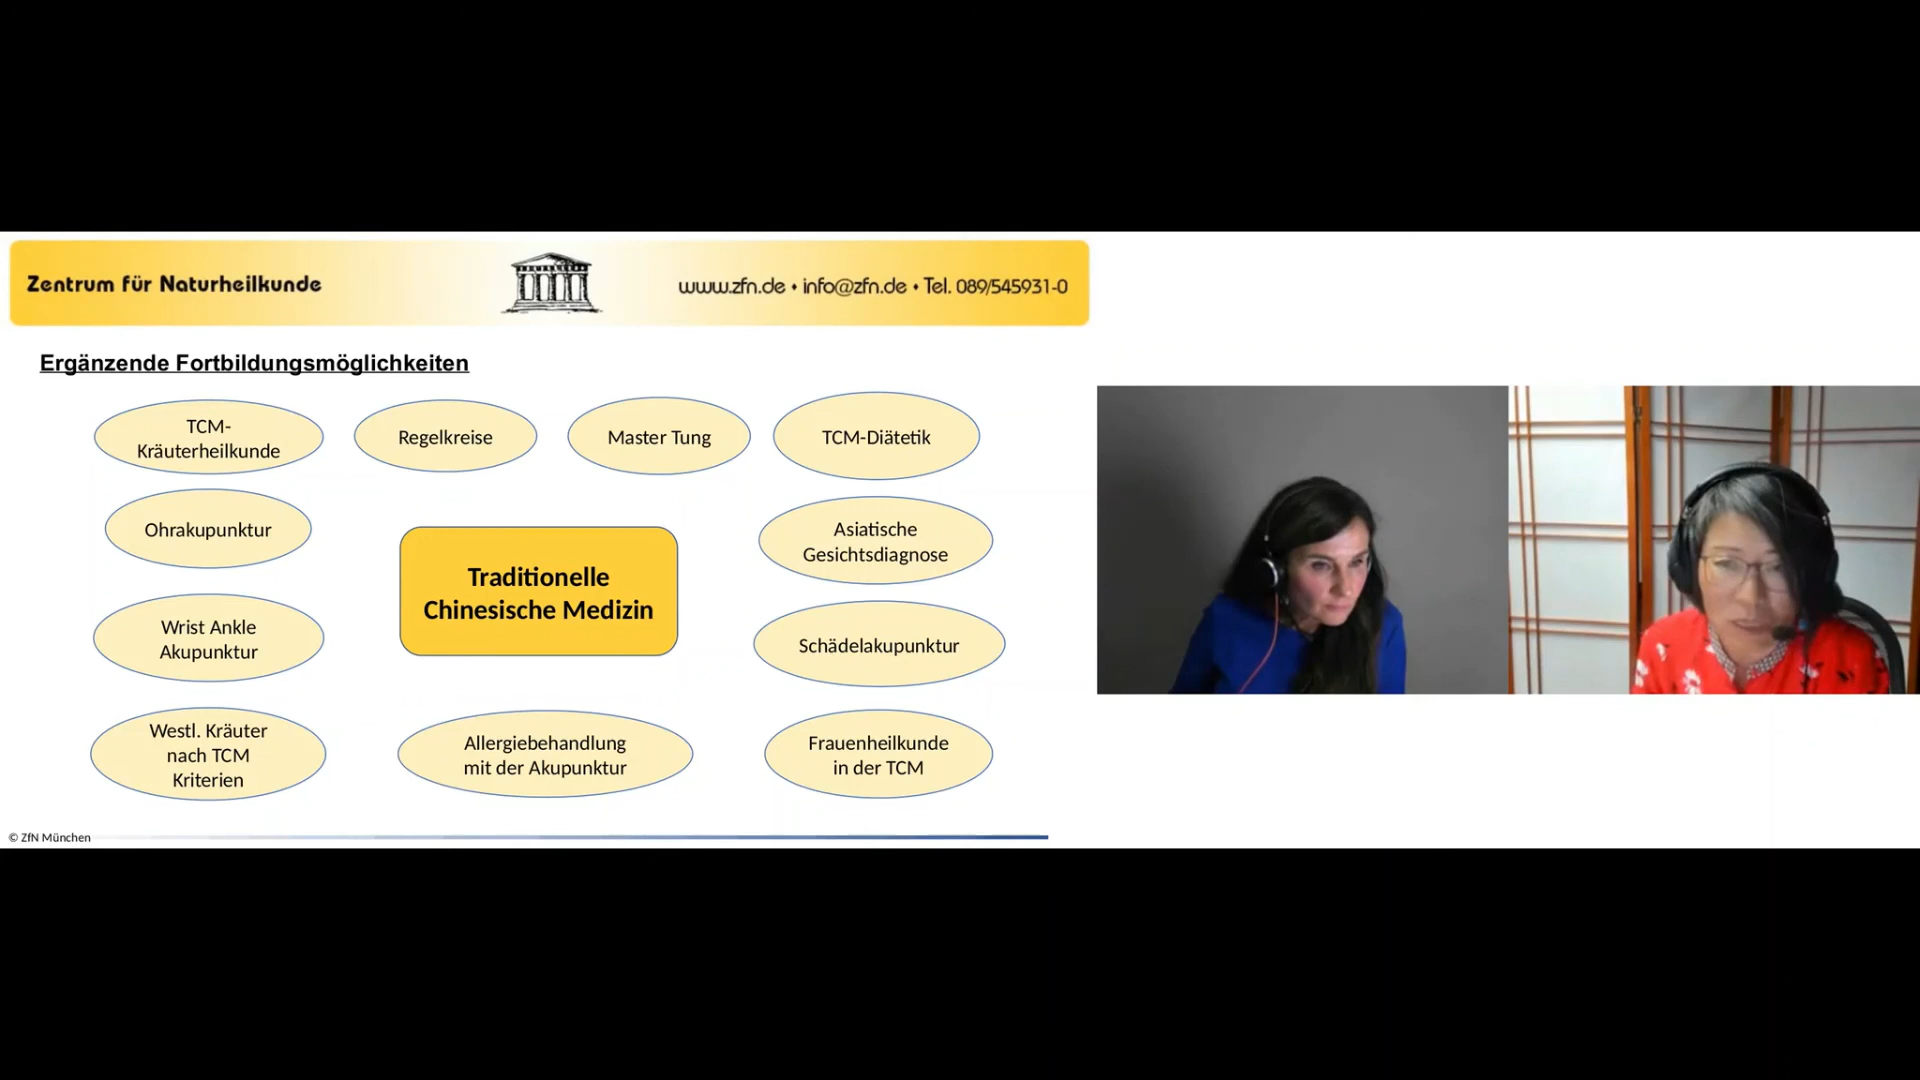 Zentrum für Naturheilkunde
www.zfn.de • info@zfn.de • Tel. 089/545931-0
Ergänzende Fortbildungsmöglichkeiten
TCM-
Kräuterheilkunde
Regelkreise
Master Tung
TCM-Diätetik
Ohrakupunktur
Asiatische
Gesichtsdiagnose
Traditionelle
Chinesische Medizin
Wrist Ankle
Akupunktur
Schädelakupunktur
Westl. Kräuter
nach TCM
Kriterien
Allergiebehandlung
mit der Akupunktur
Frauenheilkunde
in der TCM
© ZfN München